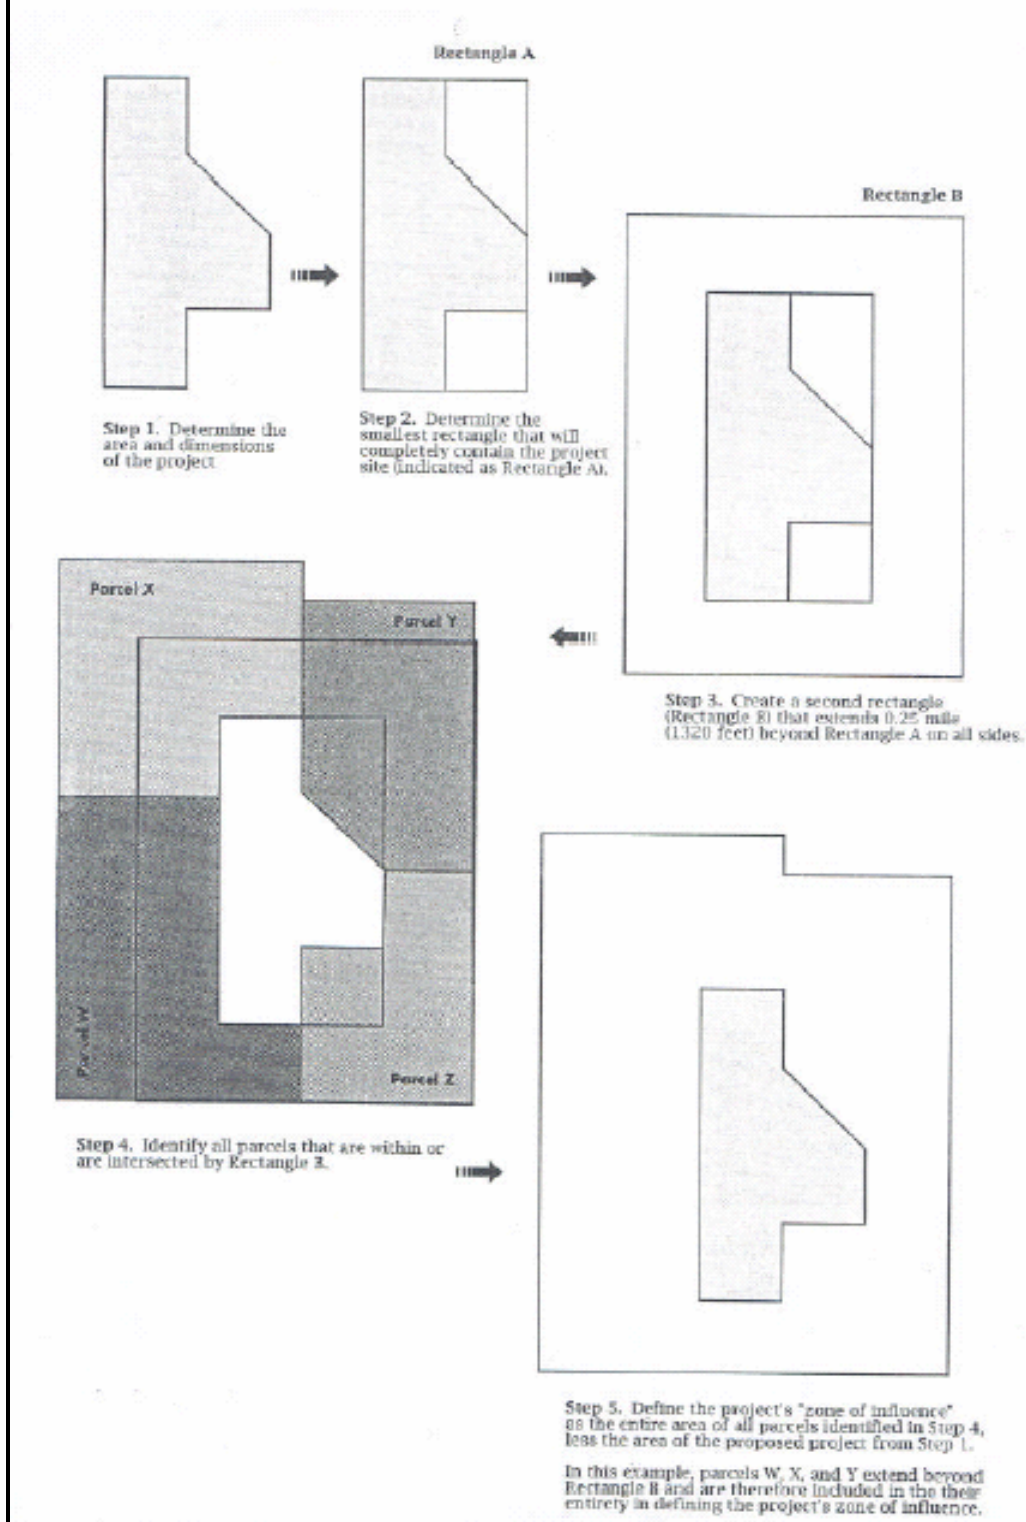 Rectangle A
Rectangle B
Step 1. Determine the
area and dimensions
of the project
Step 2. Determine the
smallest rectangle that will
completely contain the project
site (indicated as Rectangle A).
Step 3. Create a second rectangle
(Rectangle B) that extends 0.25 mile
(1320 feet) beyond Rectangle A on all sides.
Parcel X
Parcel Y
Parcel W
Parcel Z
Step 4. Identify all parcels that are within or
are intersected by Rectangle B.
Step 5. Define the project's "zone of influence"
as the entire area of all parcels identified in Step 4,
less the area of the proposed project from Step 1.
In this example, parcels W, X, and Y extend beyond
Rectangle B and are therefore included in the their
entirety in defining the project's zone of influence.